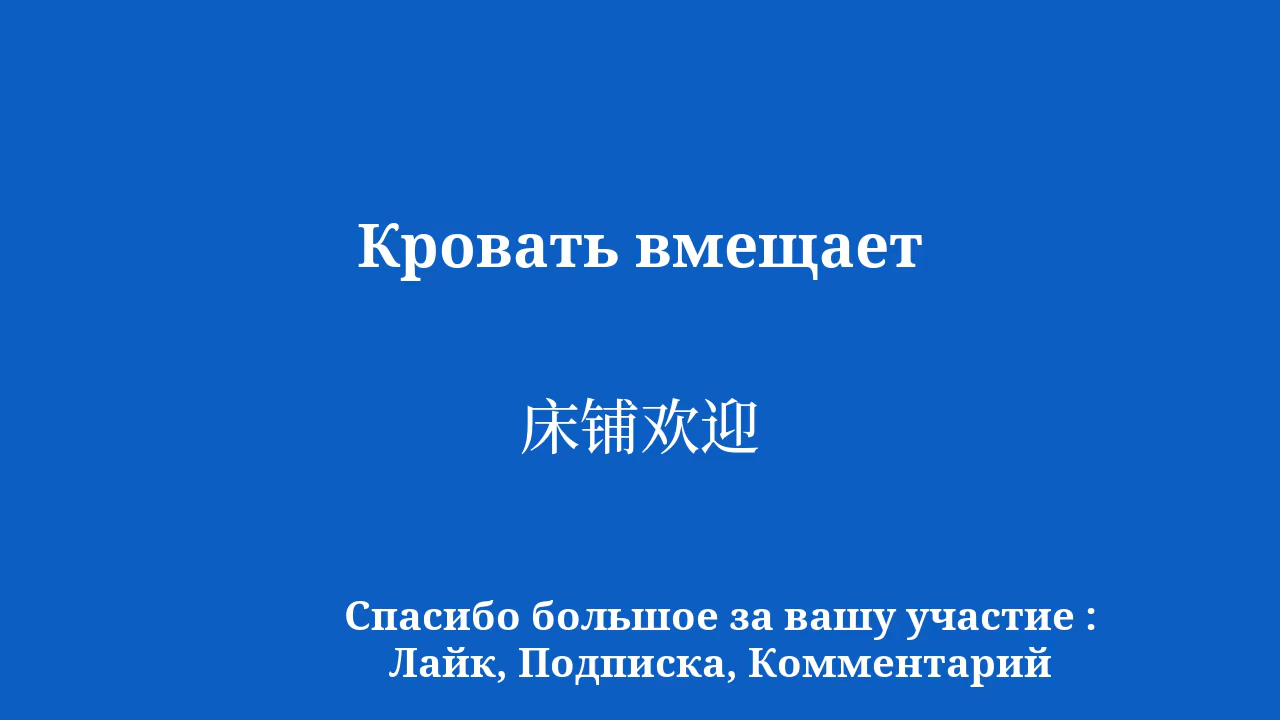 Кровать вмещает
床铺欢迎
Спасибо большое за вашу участие :
Лайк, Подписка, Комментарий